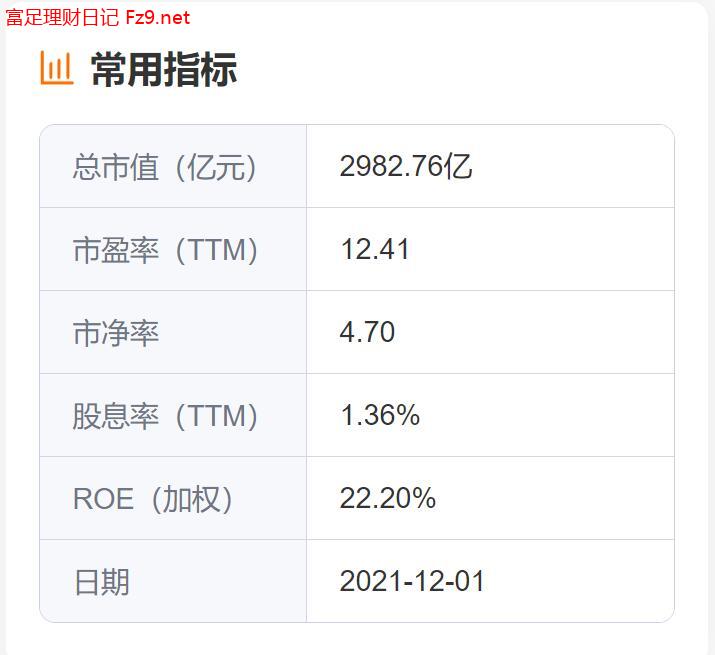 富足理财日记 Fz9.net
常用指标
总市值（亿元） 2982.76亿
市盈率（TTM） 12.41
市净率 4.70
股息率（TTM） 1.36%
ROE（加权） 22.20%
日期 2021-12-01